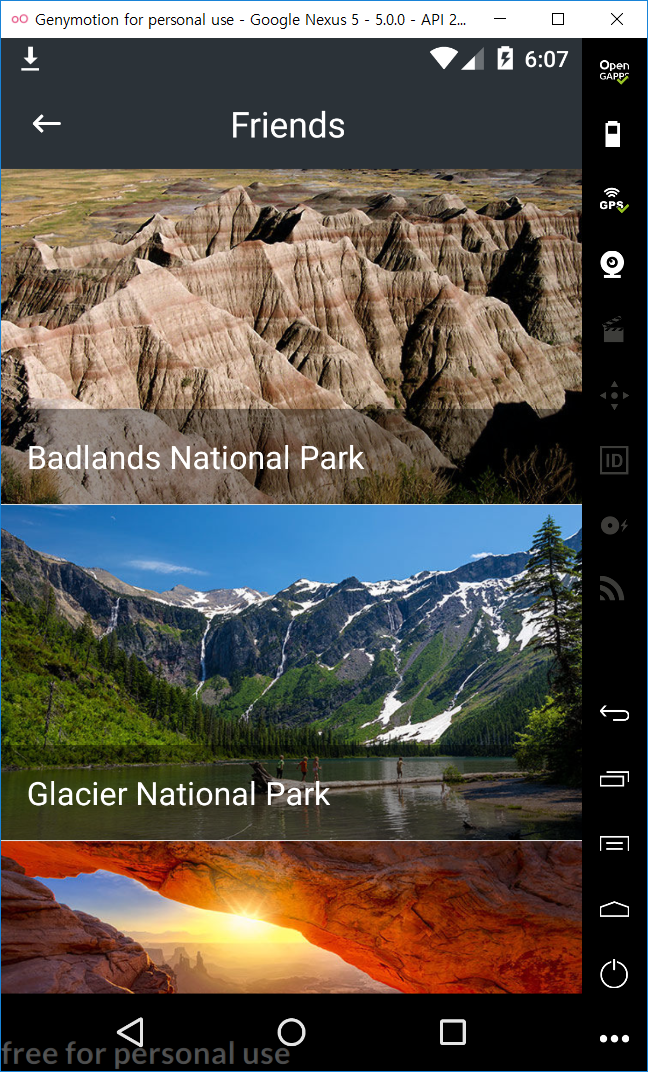 Genymotion for personal use - Google Nexus 5 - 5.0.0 - API 2...
6:07
Open
GAPPS
Friends
GPS
Badlands National Park
ID
Glacier National Park
free for personal use